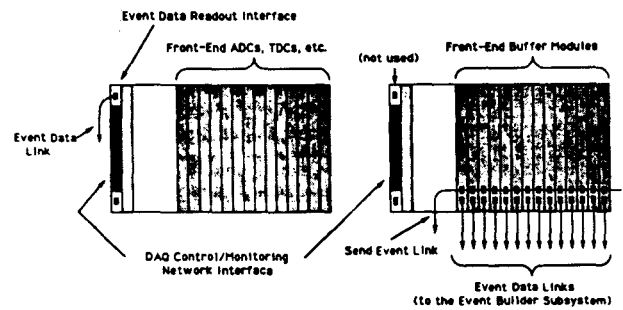 Event Data Readout Interface
Front-End ADCs, TDCs, etc.
(not used)
Front-End Buffer Modules
Event Data
Link
DAQ Control/Monitoring
Network Interface
Send Event Link
Event Data Links
(to the Event Builder Subsystem)